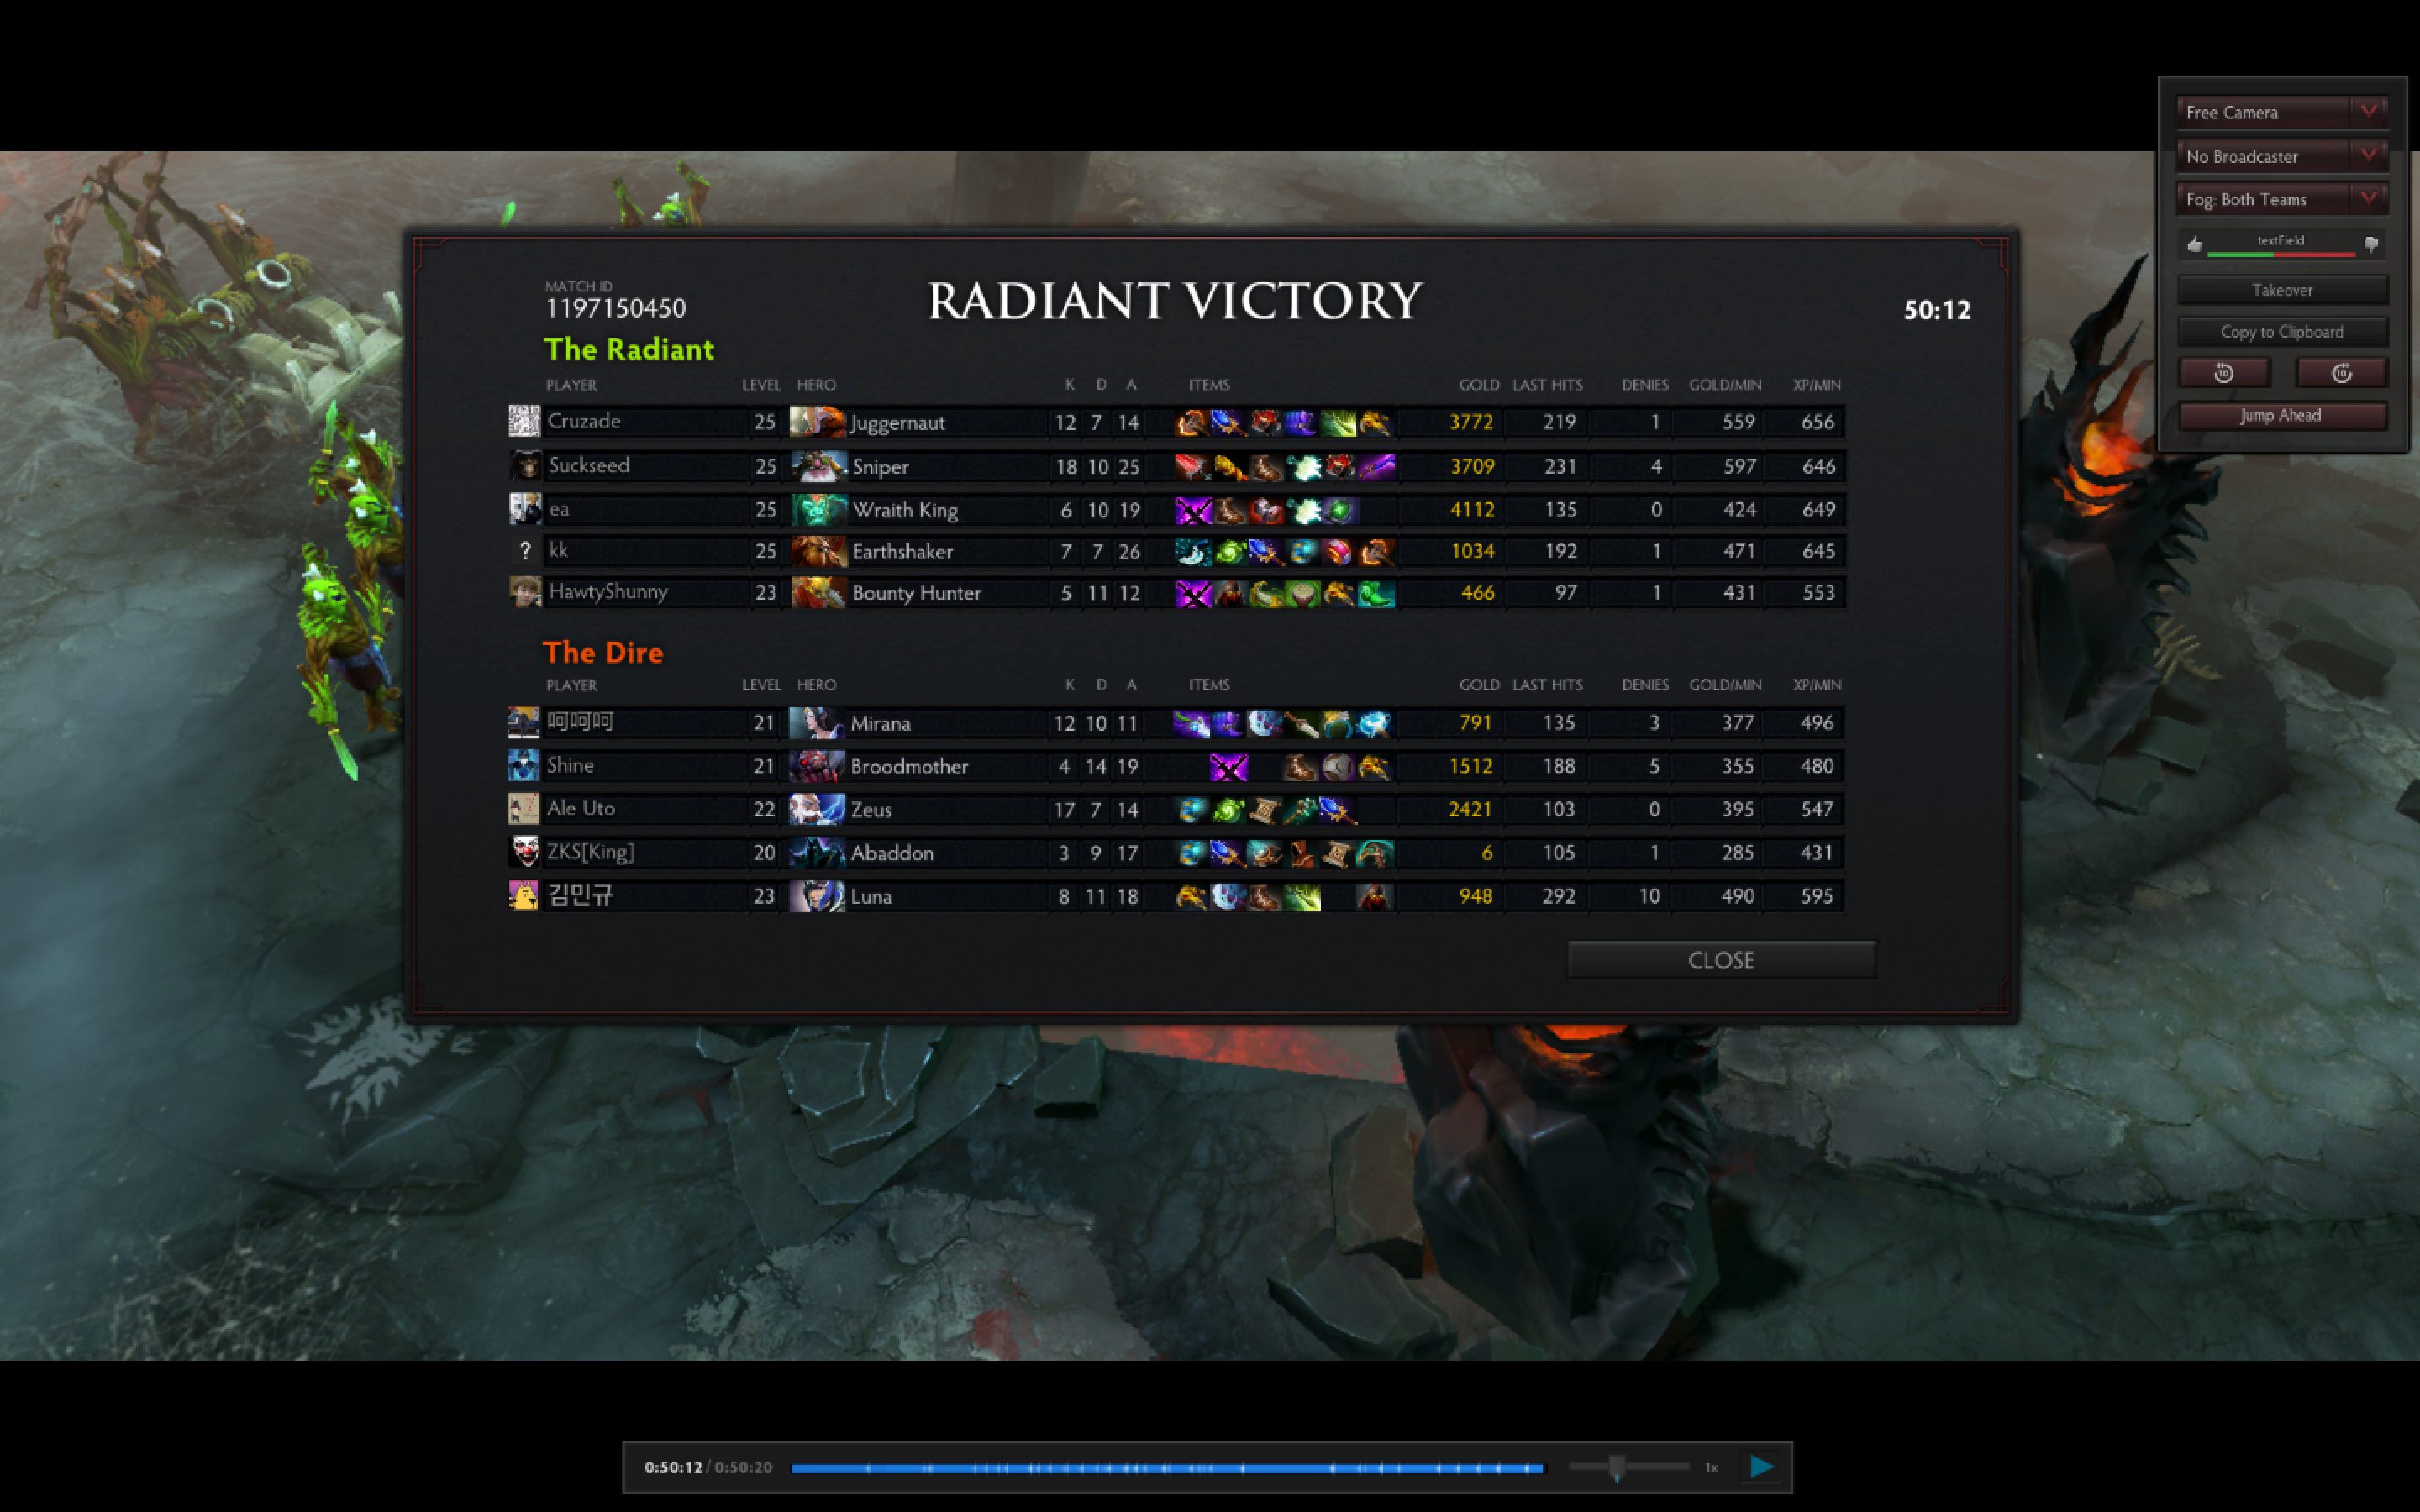 Free Camera
No Broadcaster
Fog: Both Teams
textField
Takeover
Copy to Clipboard
10 10
Jump Ahead
MATCH ID
1197150450
RADIANT VICTORY
50:12
The Radiant
PLAYER LEVEL HERO K D A ITEMS GOLD LAST HITS DENIES GOLD/MIN XP/MIN
Cruzade 25 Juggernaut 12 7 14 3772 219 1 559 656
Suckseed 25 Sniper 18 10 25 3709 231 4 597 646
ea 25 Wraith King 6 10 19 4112 135 0 424 649
? kk 25 Earthshaker 7 7 26 1034 192 1 471 645
HawtyShunny 23 Bounty Hunter 5 11 12 466 97 1 431 553
The Dire
PLAYER LEVEL HERO K D A ITEMS GOLD LAST HITS DENIES GOLD/MIN XP/MIN
呵呵呵 21 Mirana 12 10 11 791 135 3 377 496
Shine 21 Broodmother 4 14 19 1512 188 5 355 480
Ale Uto 22 Zeus 17 7 14 2421 103 0 395 547
ZKS[King] 20 Abaddon 3 9 17 6 105 1 285 431
김민규 23 Luna 8 11 18 948 292 10 490 595
CLOSE
0:50:12 / 0:50:20 1x